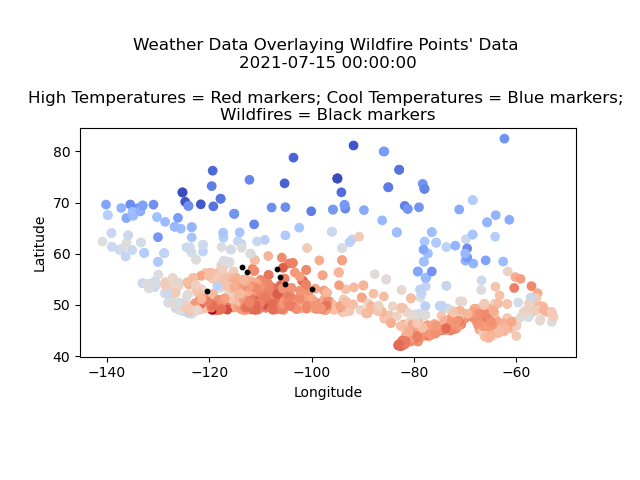 Weather Data Overlaying Wildfire Points' Data
2021-07-15 00:00:00
High Temperatures = Red markers; Cool Temperatures = Blue markers;
Wildfires = Black markers
80
70
60
50
40
Latitude
−140
−120
−100
−80
−60
Longitude